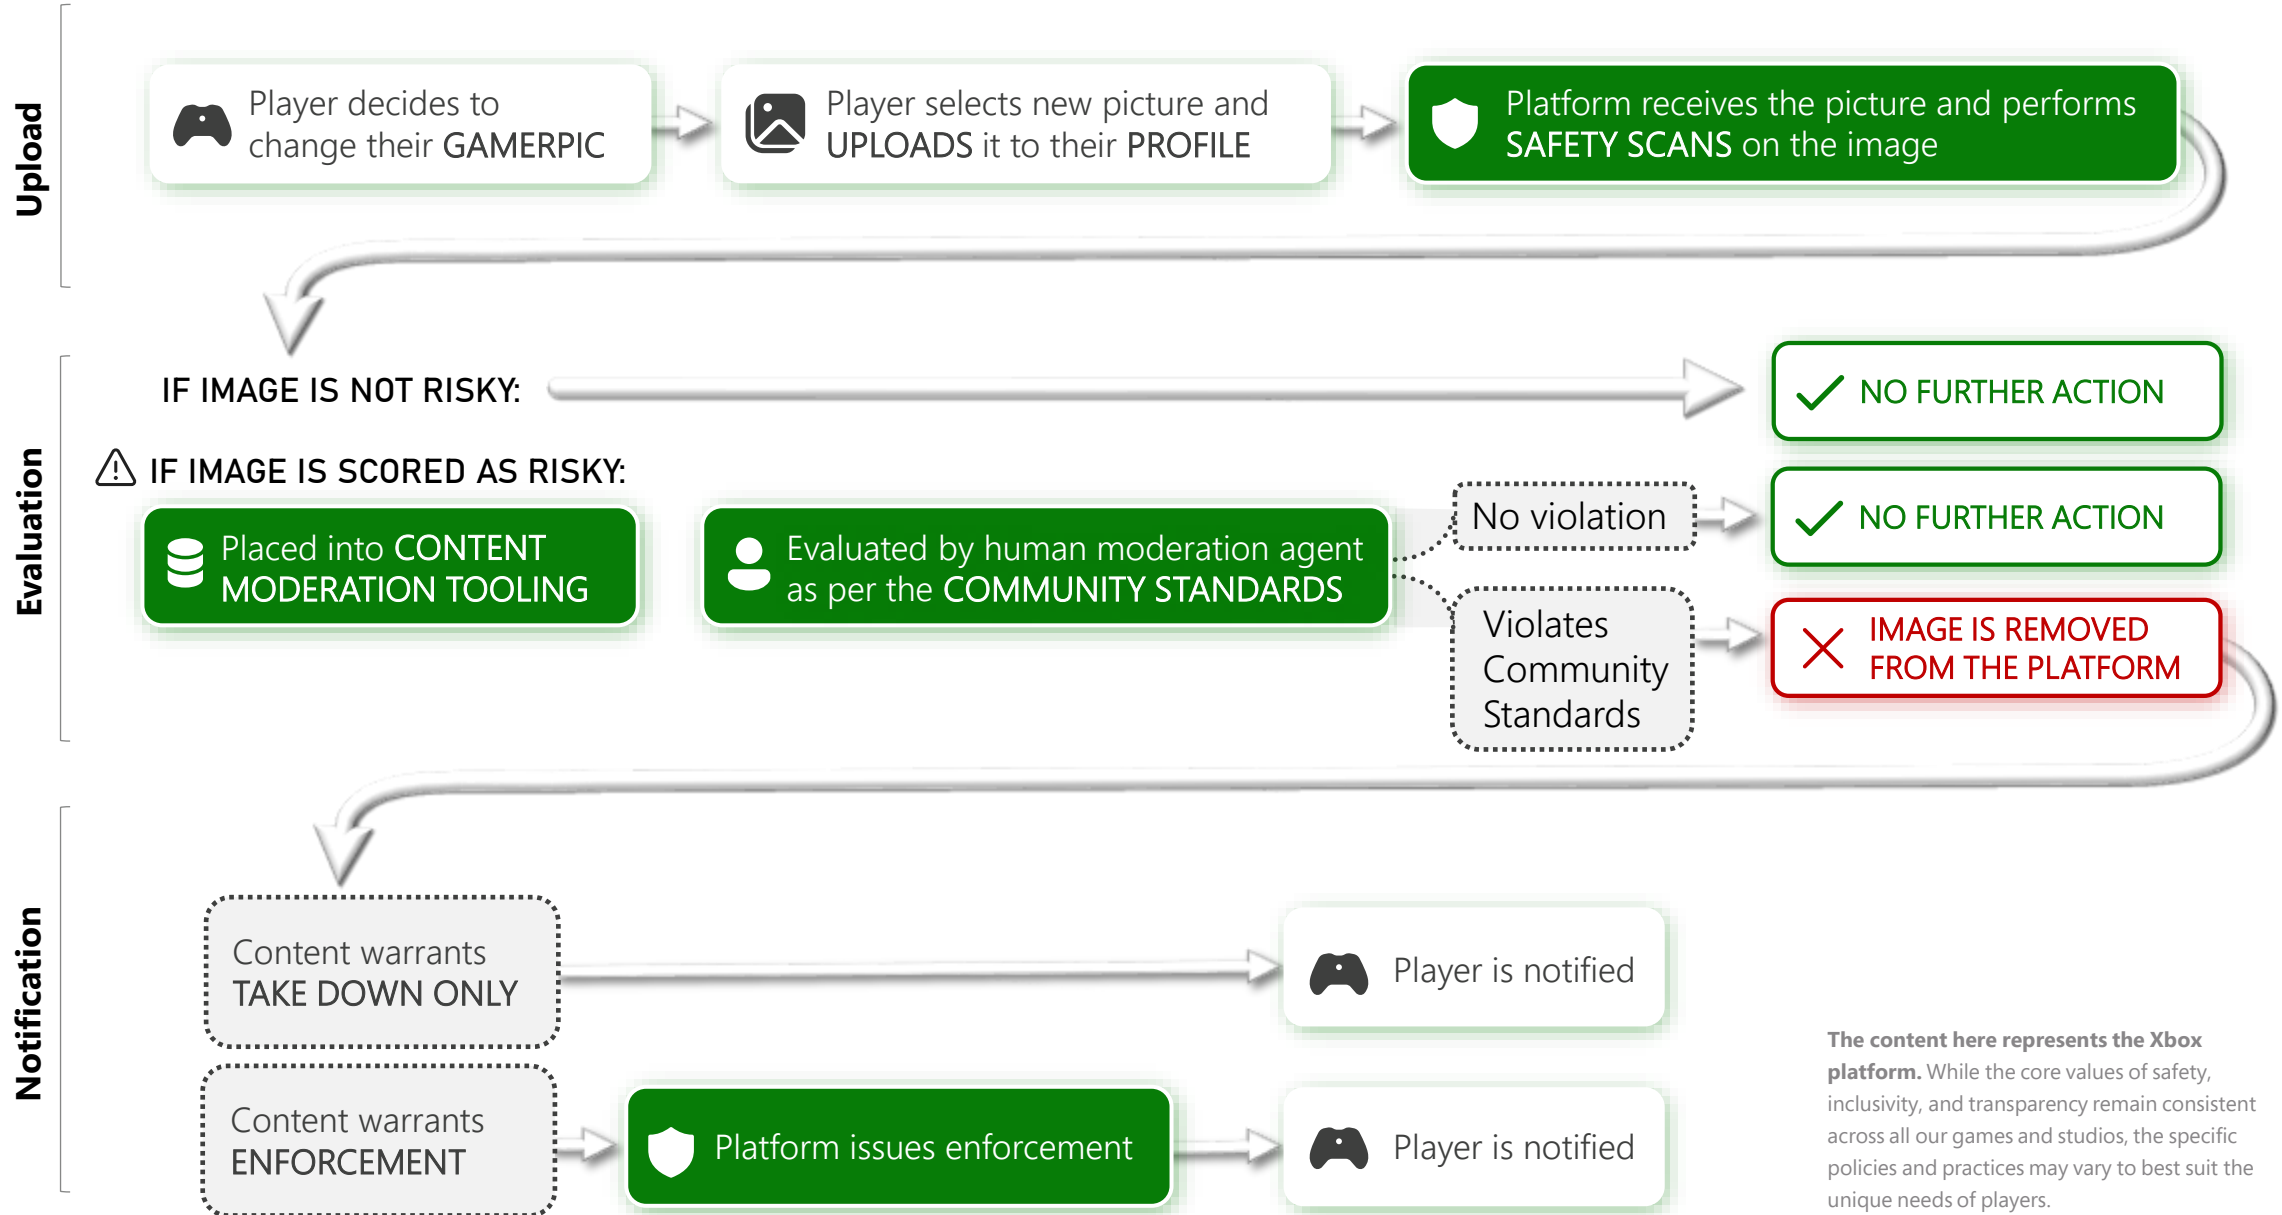 Upload
Player decides to
change their GAMERPIC
Player selects new picture and
UPLOADS it to their PROFILE
Platform receives the picture and performs
SAFETY SCANS on the image
Evaluation
IF IMAGE IS NOT RISKY:
NO FURTHER ACTION
IF IMAGE IS SCORED AS RISKY:
Placed into CONTENT
MODERATION TOOLING
Evaluated by human moderation agent
as per the COMMUNITY STANDARDS
No violation
NO FURTHER ACTION
Violates
Community
Standards
IMAGE IS REMOVED
FROM THE PLATFORM
Notification
Content warrants
TAKE DOWN ONLY
Player is notified
Content warrants
ENFORCEMENT
Platform issues enforcement
Player is notified
The content here represents the Xbox
platform. While the core values of safety,
inclusivity, and transparency remain consistent
across all our games and studios, the specific
policies and practices may vary to best suit the
unique needs of players.